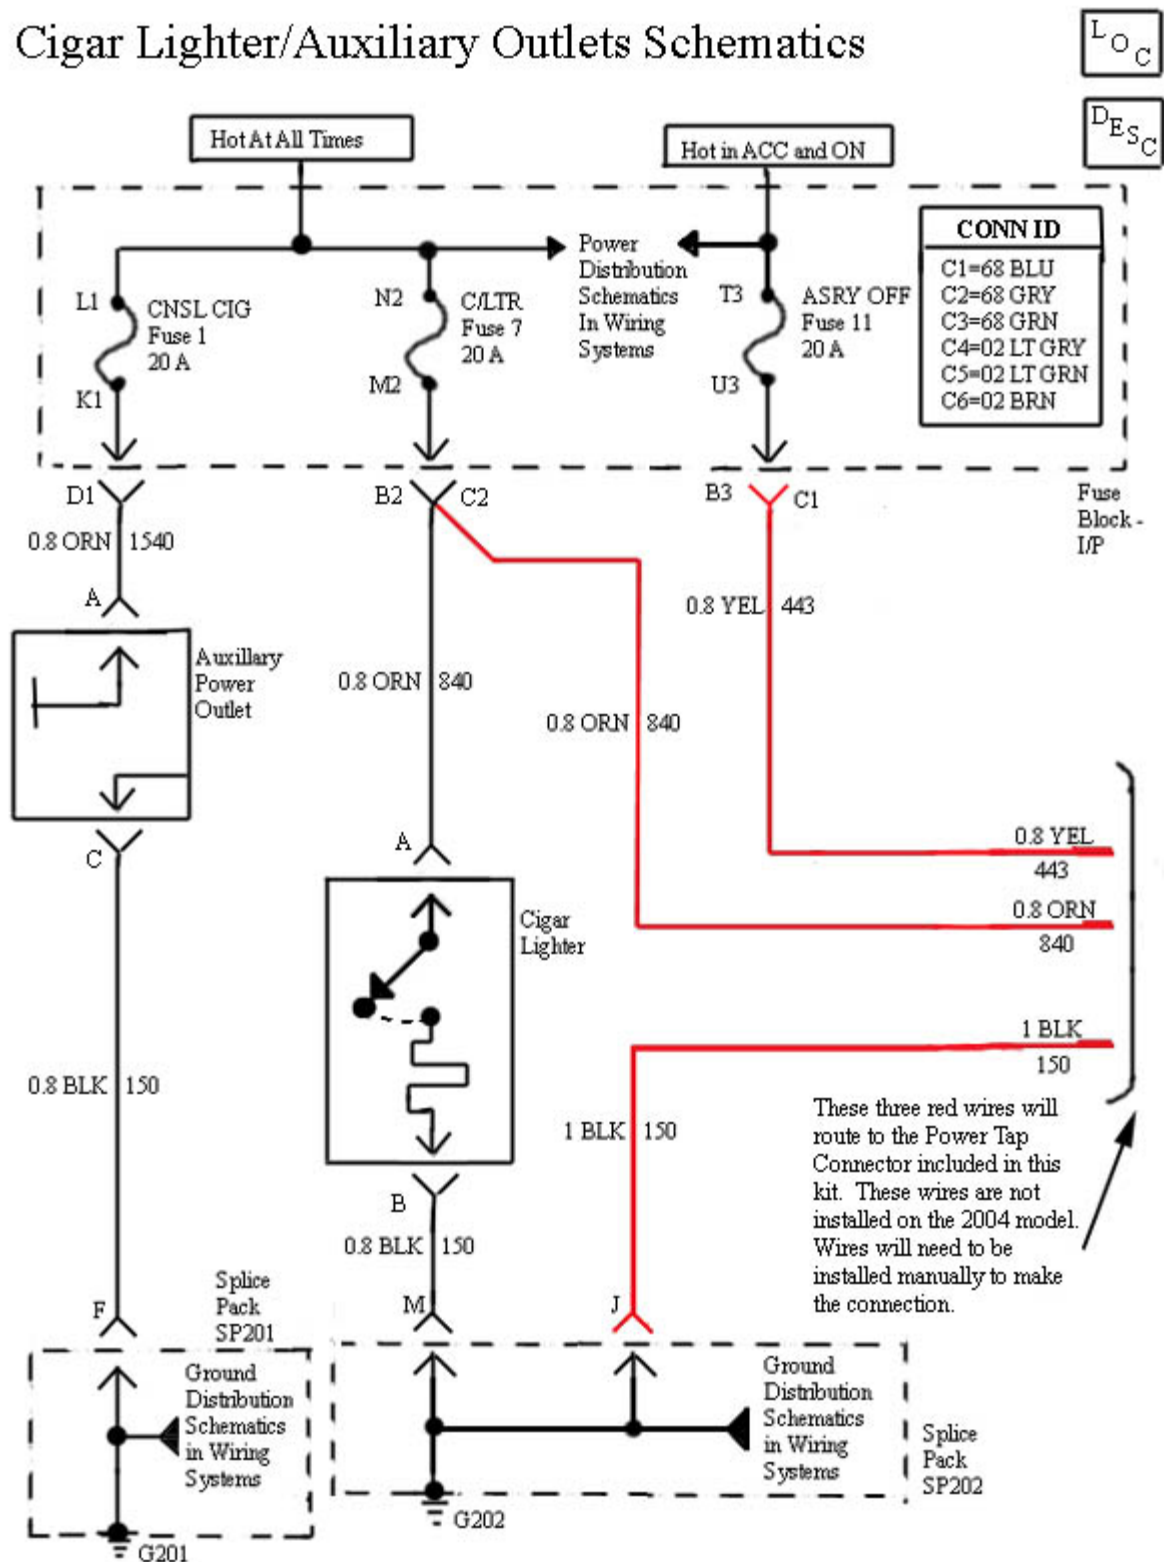 Cigar Lighter/Auxiliary Outlets Schematics
LOC
DESC
Hot At All Times
Hot in ACC and ON
CONN ID
C1=68 BLU
C2=68 GRY
C3=68 GRN
C4=02 LT GRY
C5=02 LT GRN
C6=02 BRN
L1
CNSL CIG
Fuse 1
20 A
K1
N2
C/LTR
Fuse 7
20 A
M2
Power
Distribution
Schematics
In Wiring
Systems
T3
ASRY OFF
Fuse 11
20 A
U3
D1
B2
C2
B3
C1
Fuse
Block -
I/P
0.8 ORN 1540
A
Auxillary
Power
Outlet
C
0.8 ORN 840
0.8 ORN 840
0.8 YEL 443
A
Cigar
Lighter
0.8 YEL
443
0.8 ORN
840
1 BLK
150
0.8 BLK 150
1 BLK 150
B
0.8 BLK 150
These three red wires will
route to the Power Tap
Connector included in this
kit. These wires are not
installed on the 2004 model.
Wires will need to be
installed manually to make
the connection.
F
Splice
Pack
SP201
M
J
Ground
Distribution
Schematics
in Wiring
Systems
G201
Ground
Distribution
Schematics
in Wiring
Systems
Splice
Pack
SP202
G202